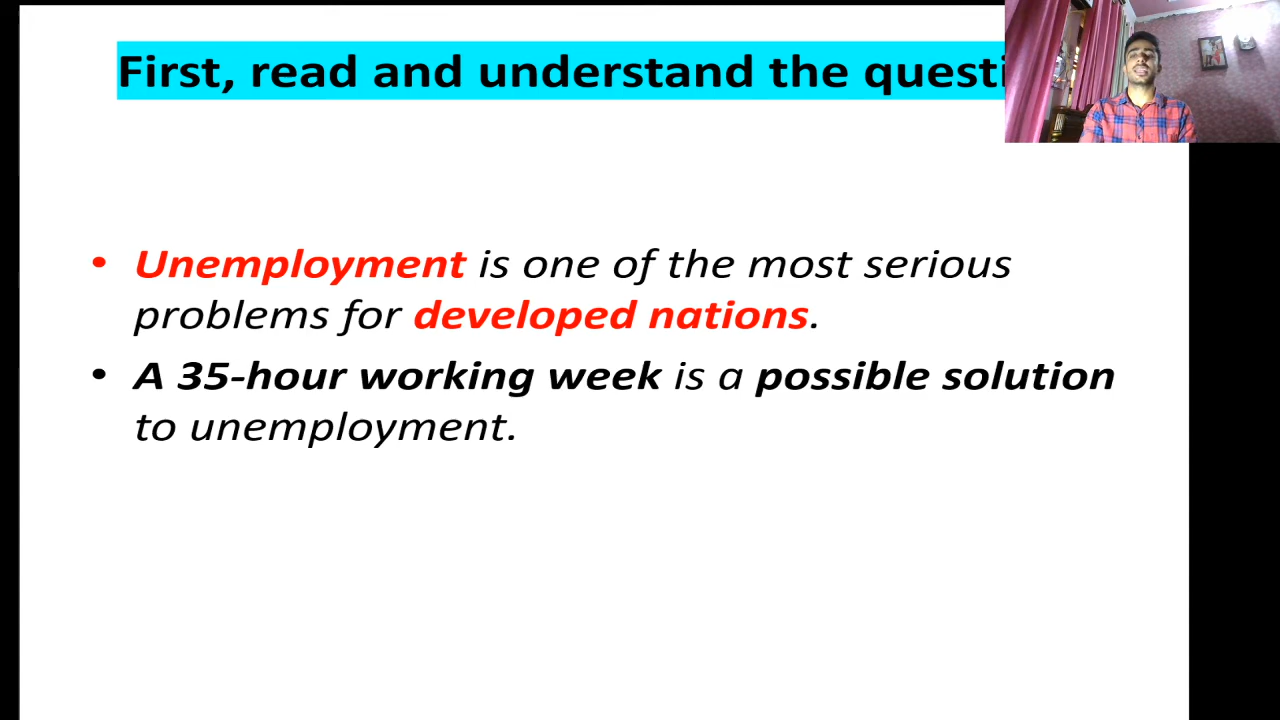 First, read and understand the
• Unemployment is one of the most serious
problems for developed nations.
• A 35-hour working week is a possible solution
to unemployment.